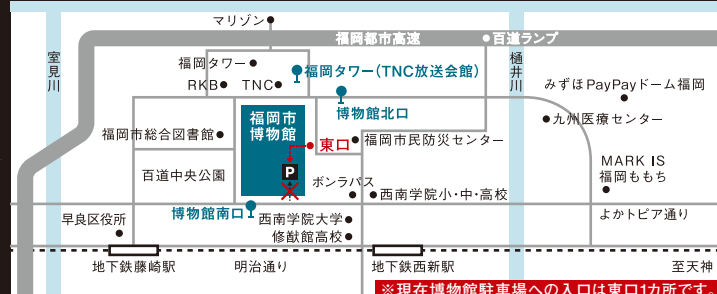 マリゾン
福岡都市高速
百道ランプ
室見川
樋井川
福岡タワー
福岡タワー(TNC放送会館)
RKB
TNC
みずほPayPayドーム福岡
博物館北口
九州医療センター
福岡市
博物館
福岡市総合図書館
東口
福岡市民防災センター
百道中央公園
P
MARK IS
福岡ももち
ボンラパス
西南学院小・中・高校
博物館南口
早良区役所
西南学院大学
修猷館高校
よかトピア通り
地下鉄藤崎駅
明治通り
地下鉄西新駅
至天神
※現在博物館駐車場への入口は東口1カ所です。